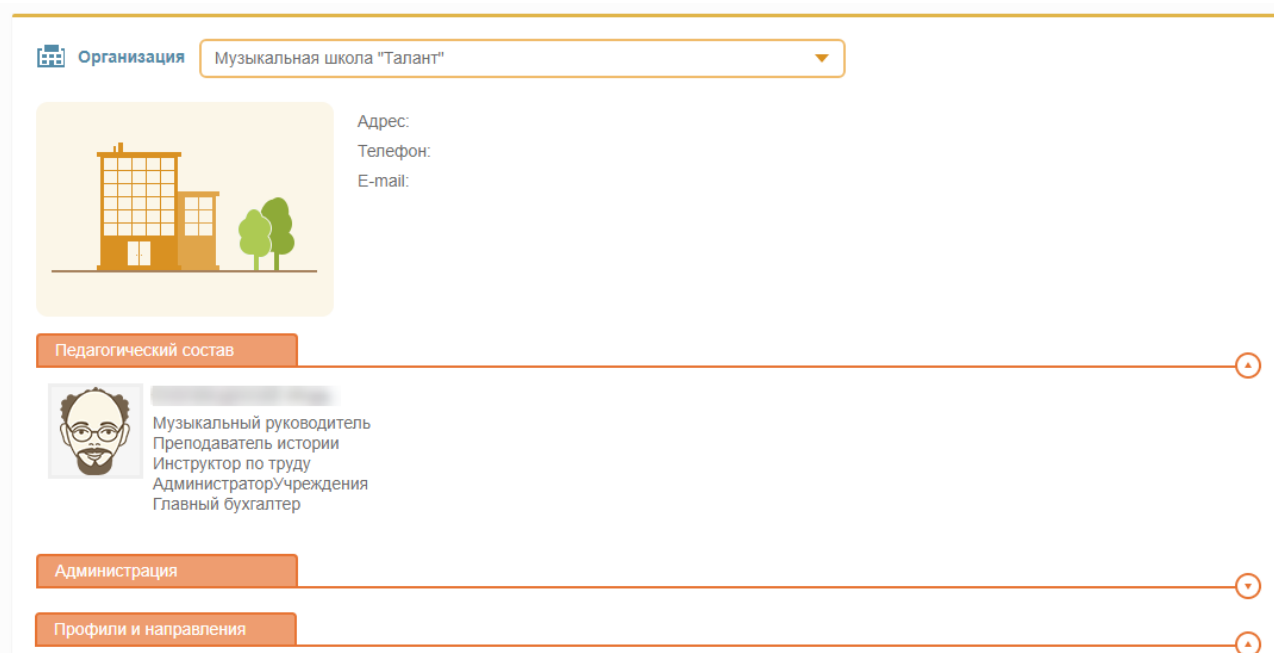 Организация
Музыкальная школа "Талант"
Адрес:
Телефон:
E-mail:
Педагогический состав
Музыкальный руководитель
Преподаватель истории
Инструктор по труду
АдминистраторУчреждения
Главный бухгалтер
Администрация
Профили и направления